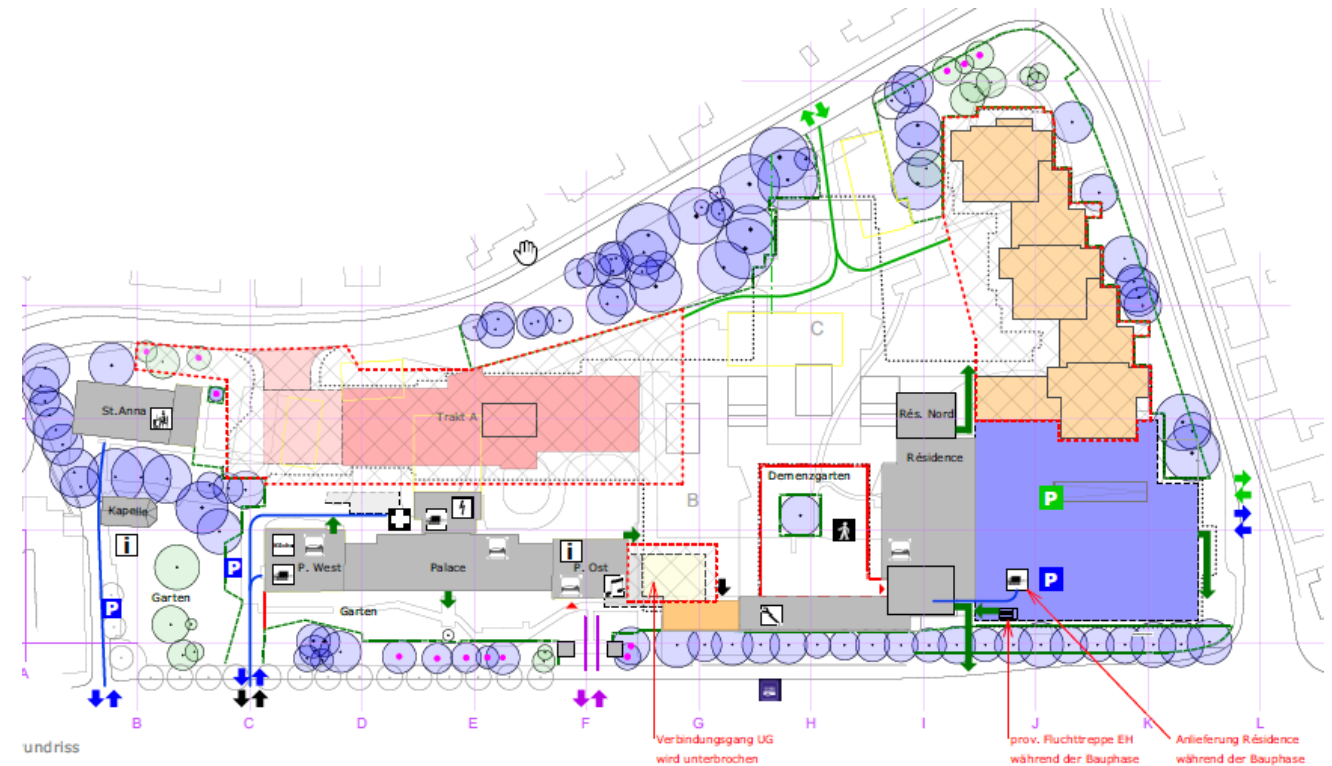 C
St.Anna
Trakt A
Rés. Nord
Résidence
Demenzgarten
B
P
Kapelle
i
i
P. West
Palace
P. Ost
P
P
P
Garten
Garten
A
B
C
D
E
F
G
H
I
J
K
L
undriss
Verbindungsgang UG
wird unterbrochen
prov. Fluchttreppe EH
während der Bauphase
Anlieferung Résidence
während der Bauphase